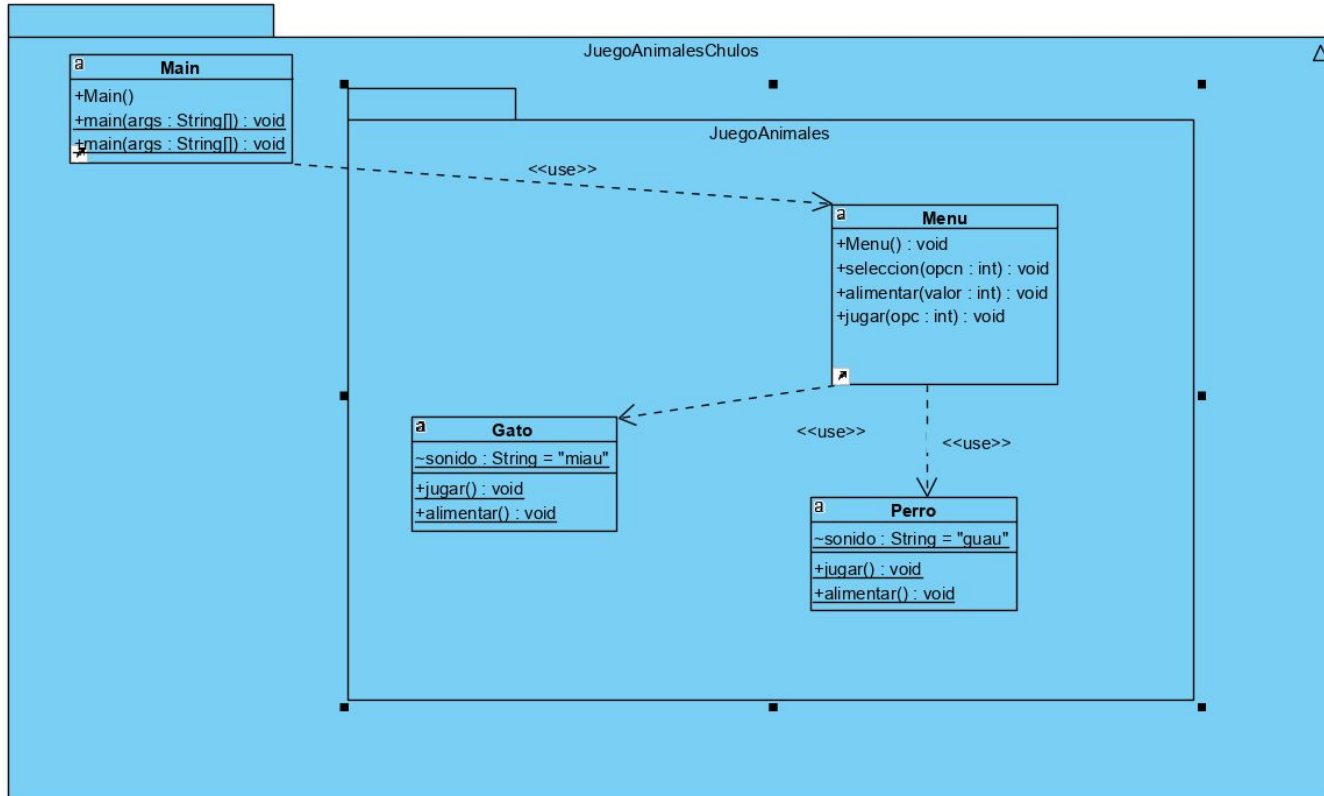 JuegoAnimalesChulos
a
Main
+Main()
+main(args : String[]) : void
+main(args : String[]) : void
JuegoAnimales
<<use>>
a
Menu
+Menu() : void
+seleccion(opcn : int) : void
+alimentar(valor : int) : void
+jugar(opc : int) : void
<<use>>
<<use>>
a
Gato
~sonido : String = "miau"
+jugar() : void
+alimentar() : void
a
Perro
~sonido : String = "guau"
+jugar() : void
+alimentar() : void